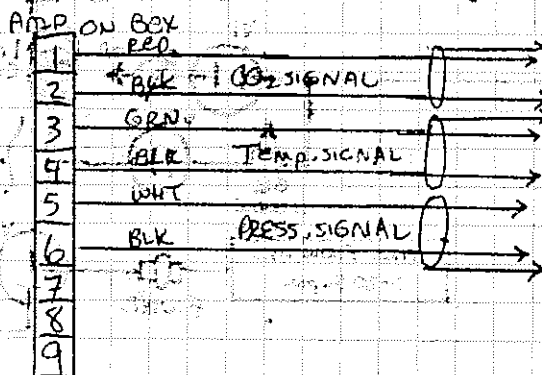 AMP ON BOX
1 RED.
2 BLK CO2 SIGNAL
3 GRN.
4 BLK TEMP. SIGNAL
5 WHT
6 BLK PRESS. SIGNAL
7
8
9